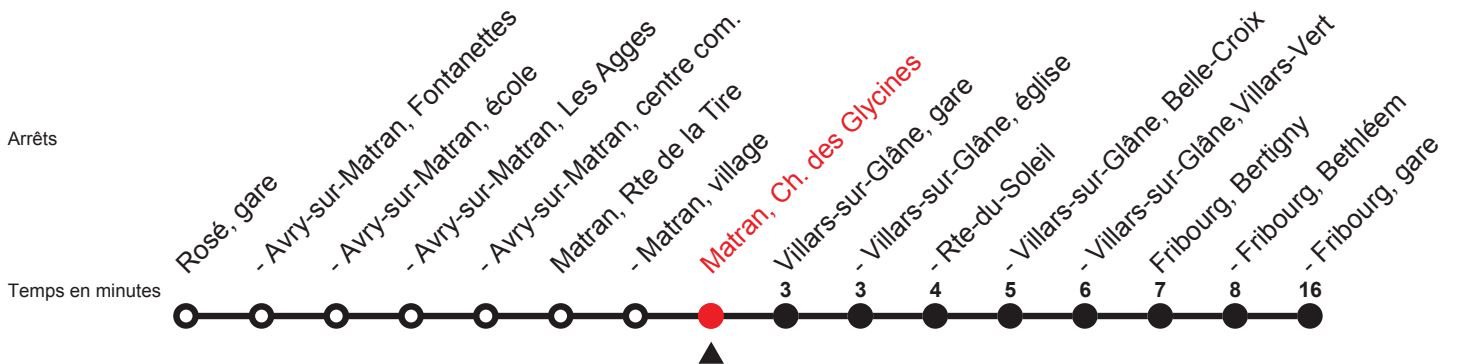 Arrêts
Rosé, gare
- Avry-sur-Matran, Fontanettes
- Avry-sur-Matran, école
- Avry-sur-Matran, Les Agges
- Avry-sur-Matran, centre com.
Matran, Rte de la Tire
- Matran, village
Matran, Ch. des Glycines
Villars-sur-Glâne, gare
- Villars-sur-Glâne, église
- Rte-du-Soleil
- Villars-sur-Glâne, Belle-Croix
- Villars-sur-Glâne, Villars-Vert
Fribourg, Bertigny
- Fribourg, Bethléem
- Fribourg, gare
Temps en minutes 3 3 4 5 6 7 8 16